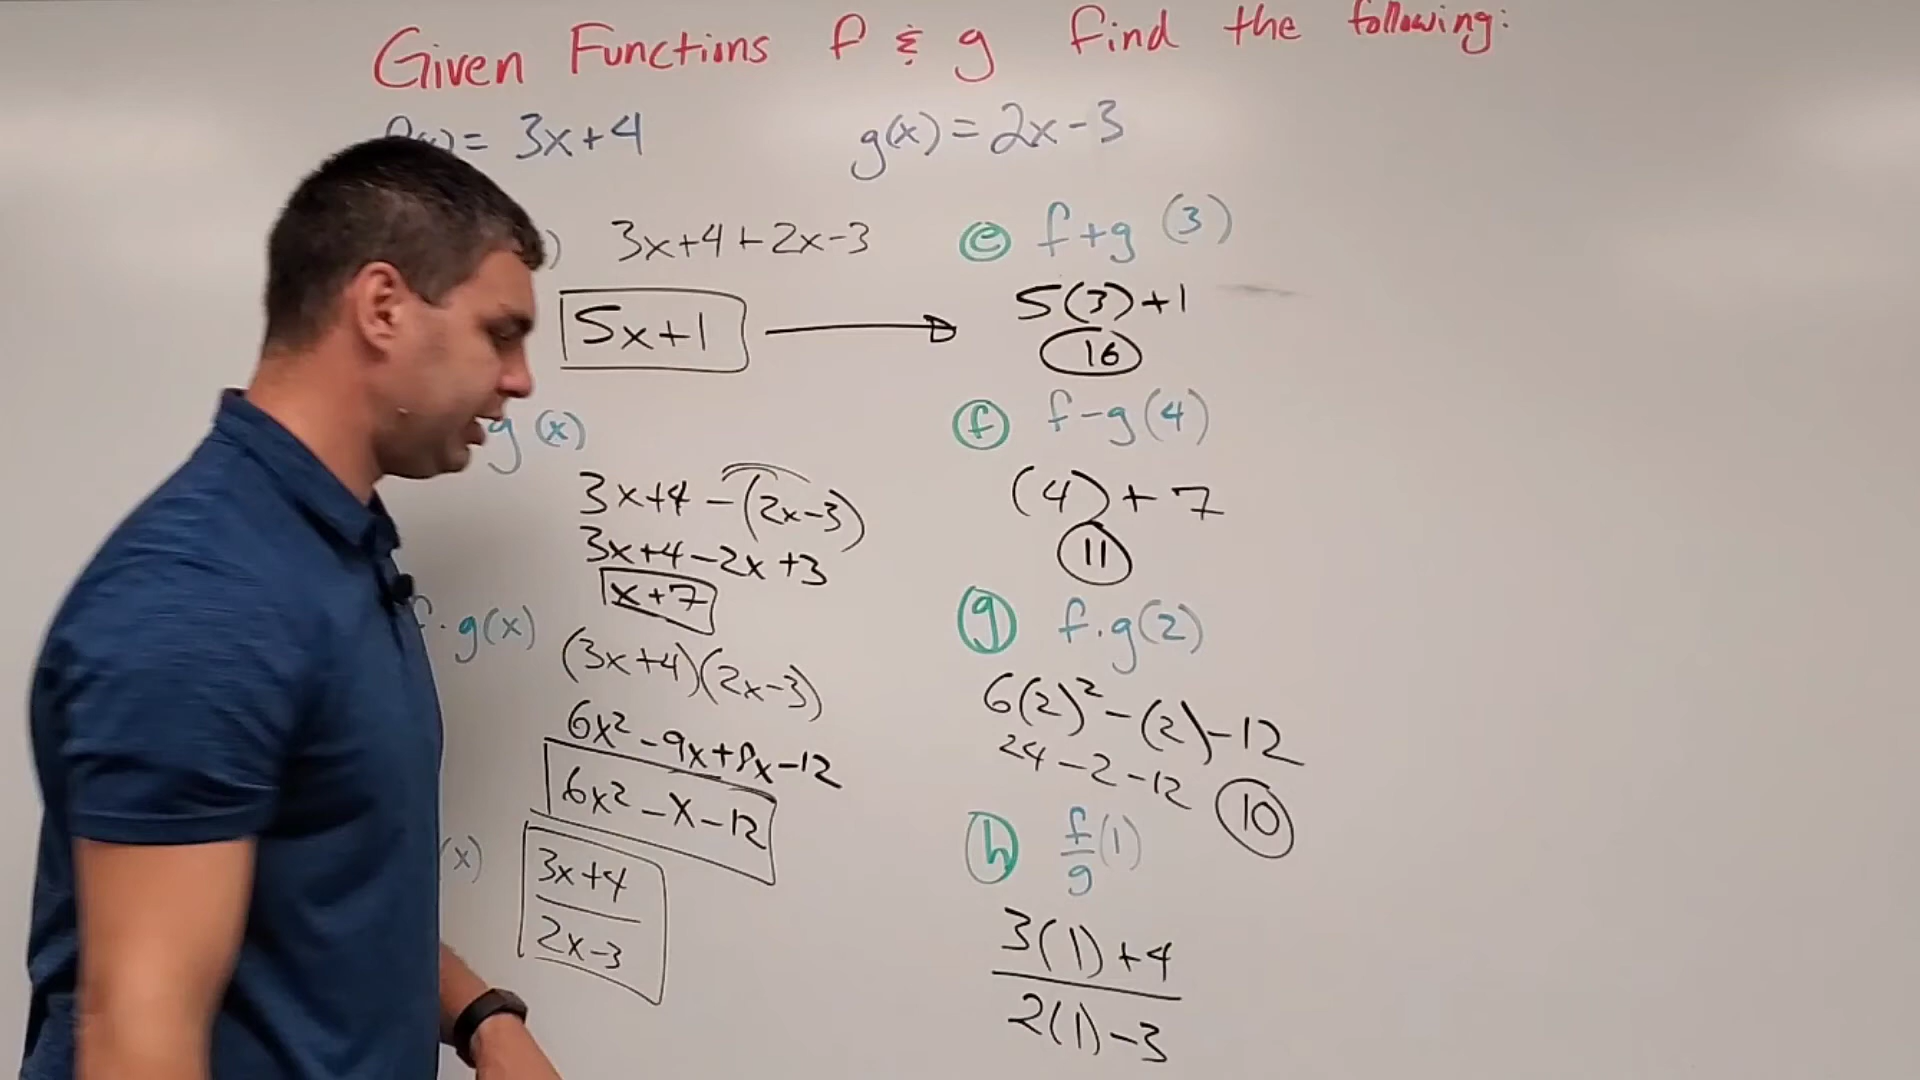 Given Functions f & g find the following:
= 3x+4
g(x) = 2x-3
) 3x+4+2x-3
5x+1
g (x)
3x+4-(2x-3)
3x+4-2x+3
x+7
f·g(x) (3x+4)(2x-3)
6x²-9x+8x-12
6x²-x-12
(x) 3x+4
2x-3
e f+g (3)
5(3)+1
16
f f-g(4)
(4)+7
11
g f·g(2)
6(2)²-(2)-12
24-2-12 10
h f/g(1)
3(1)+4
2(1)-3